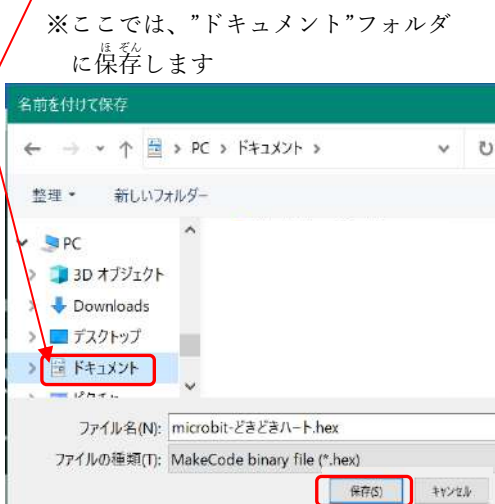 ※ここでは、”ドキュメント”フォルダ
ほぞん
に保存します
名前を付けて保存
PC > ドキュメント >
整理 新しいフォルダー
PC
3D オブジェクト
Downloads
デスクトップ
ドキュメント
ファイル名(N): microbit-どきどきハート.hex
ファイルの種類(T): MakeCode binary file (*.hex)
保存(S) キャンセル